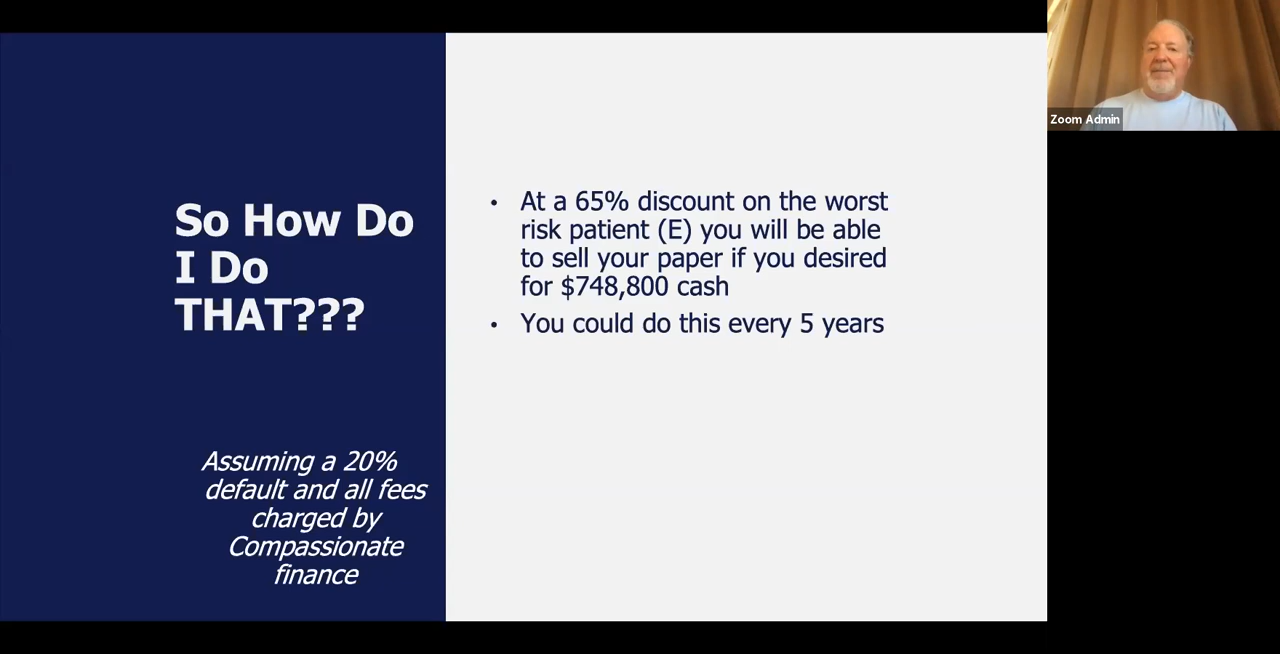 So How Do
I Do
THAT???
Assuming a 20%
default and all fees
charged by
Compassionate
finance
• At a 65% discount on the worst
risk patient (E) you will be able
to sell your paper if you desired
for $748,800 cash
• You could do this every 5 years
Zoom Admin